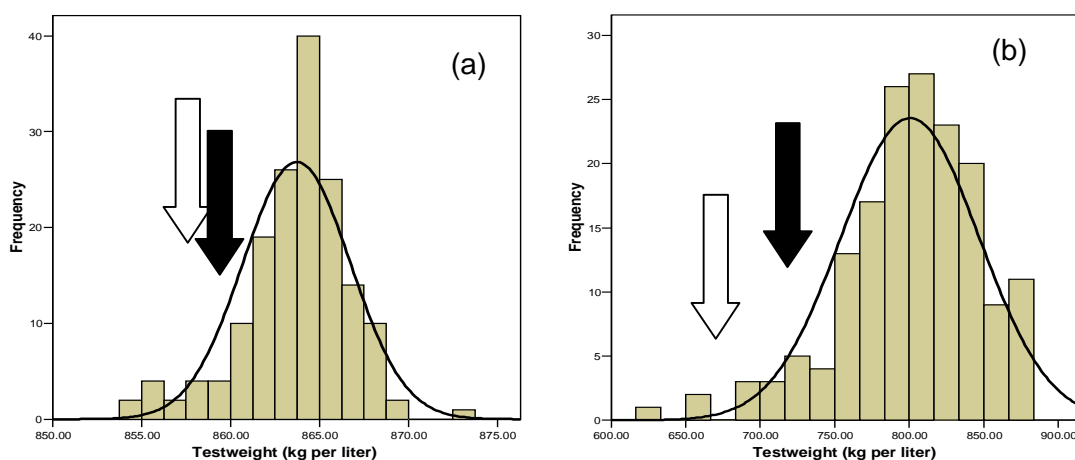 (a)
40
30
20
10
0
Frequency
850.00 855.00 860.00 865.00 870.00 875.00
Testweight (kg per liter)
(b)
30
25
20
15
10
5
0
Frequency
600.00 650.00 700.00 750.00 800.00 850.00 900.00
Testweight (kg per liter)